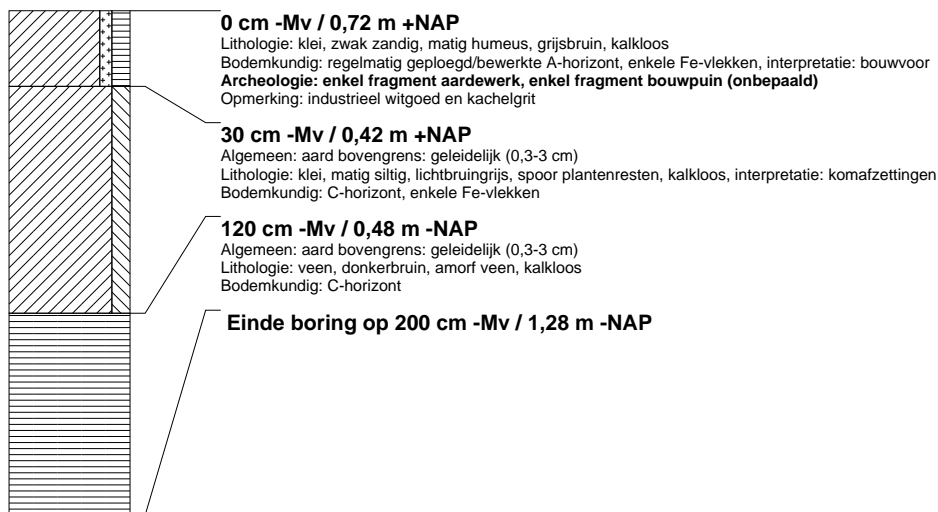 0 cm -Mv / 0,72 m +NAP
Lithologie: klei, zwak zandig, matig humeus, grijsbruin, kalkloos
Bodemkundig: regelmatig geploegd/bewerkte A-horizont, enkele Fe-vlekken, interpretatie: bouwvoor
Archeologie: enkel fragment aardewerk, enkel fragment bouwpuin (onbepaald)
Opmerking: industrieel witgoed en kachelgrit
30 cm -Mv / 0,42 m +NAP
Algemeen: aard bovengrens: geleidelijk (0,3-3 cm)
Lithologie: klei, matig siltig, lichtbruingrijs, spoor plantenresten, kalkloos, interpretatie: komafzettingen
Bodemkundig: C-horizont, enkele Fe-vlekken
120 cm -Mv / 0,48 m -NAP
Algemeen: aard bovengrens: geleidelijk (0,3-3 cm)
Lithologie: veen, donkerbruin, amorf veen, kalkloos
Bodemkundig: C-horizont
Einde boring op 200 cm -Mv / 1,28 m -NAP